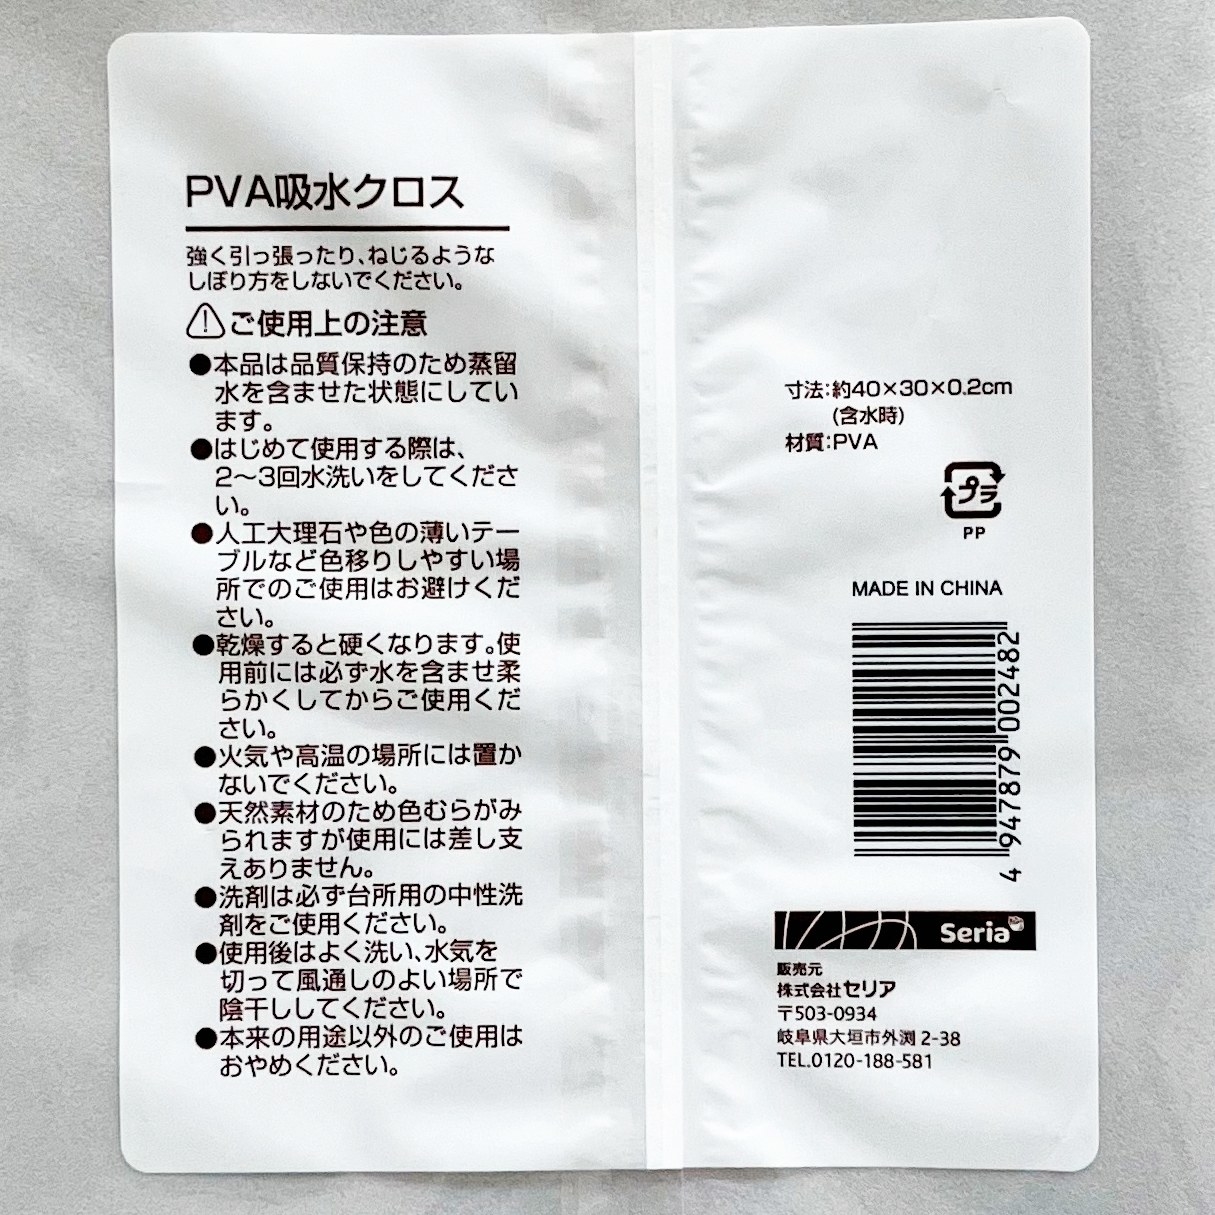 PVA吸水クロス
強く引っ張ったり、ねじるような
しぼり方をしないでください。
ご使用上の注意
●本品は品質保持のため蒸留
水を含ませた状態にしてい
ます。
●はじめて使用する際は、
2～3回水洗いをしてくださ
い。
●人工大理石や色の薄いテー
ブルなど色移りしやすい場
所でのご使用はお避けくだ
さい。
●乾燥すると硬くなります。使
用前には必ず水を含ませ柔
らかくしてからご使用くだ
さい。
●火気や高温の場所には置か
ないでください。
●天然素材のため色むらがみ
られますが使用には差し支
えありません。
●洗剤は必ず台所用の中性洗
剤をご使用ください。
●使用後はよく洗い、水気を
切って風通しのよい場所で
陰干ししてください。
●本来の用途以外のご使用は
おやめください。
寸法:約40×30×0.2cm
(含水時)
材質:PVA
プラ
PP
MADE IN CHINA
4 947879 002482
Seria
販売元
株式会社セリア
〒503-0934
岐阜県大垣市外渕 2-38
TEL.0120-188-581